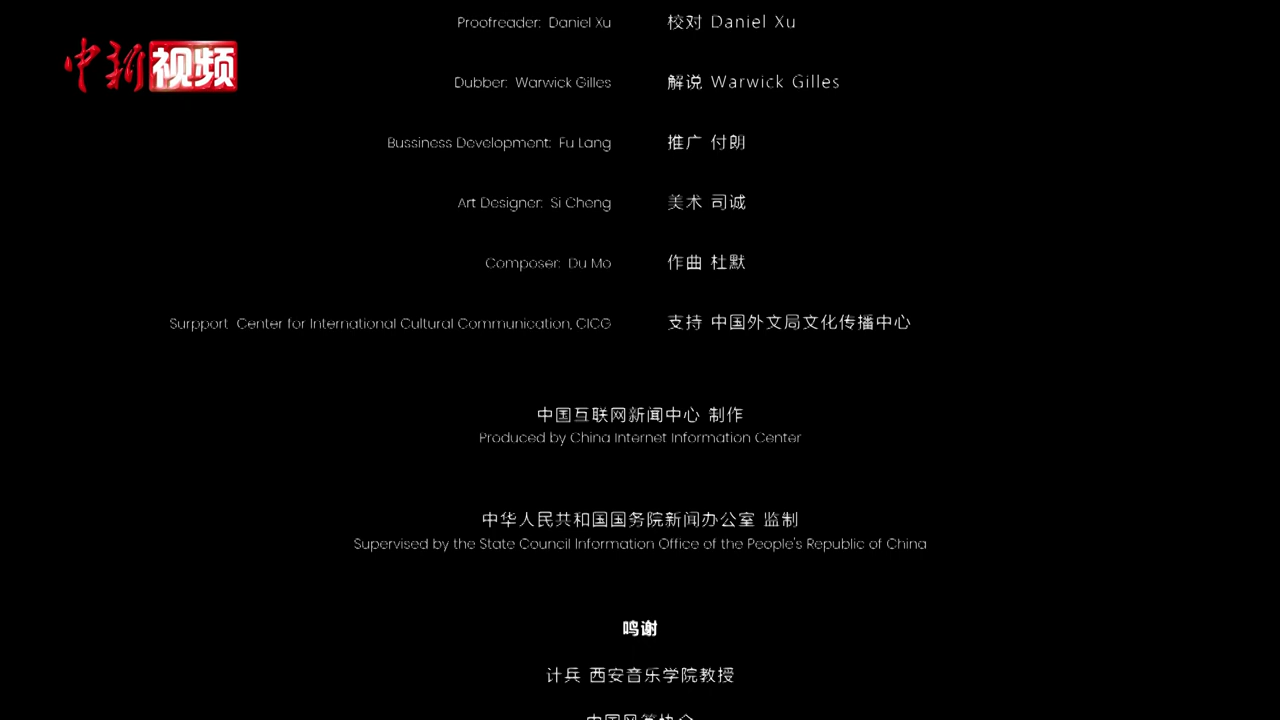 中新视频
Proofreader: Daniel Xu 校对 Daniel Xu
Dubber: Warwick Gilles 解说 Warwick Gilles
Bussiness Development: Fu Lang 推广 付朗
Art Designer: Si Cheng 美术 司诚
Composer: Du Mo 作曲 杜默
Surpport Center for International Cultural Communication, CICG 支持 中国外文局文化传播中心
中国互联网新闻中心 制作
Produced by China Internet Information Center
中华人民共和国国务院新闻办公室 监制
Supervised by the State Council Information Office of the People's Republic of China
鸣谢
计兵 西安音乐学院教授